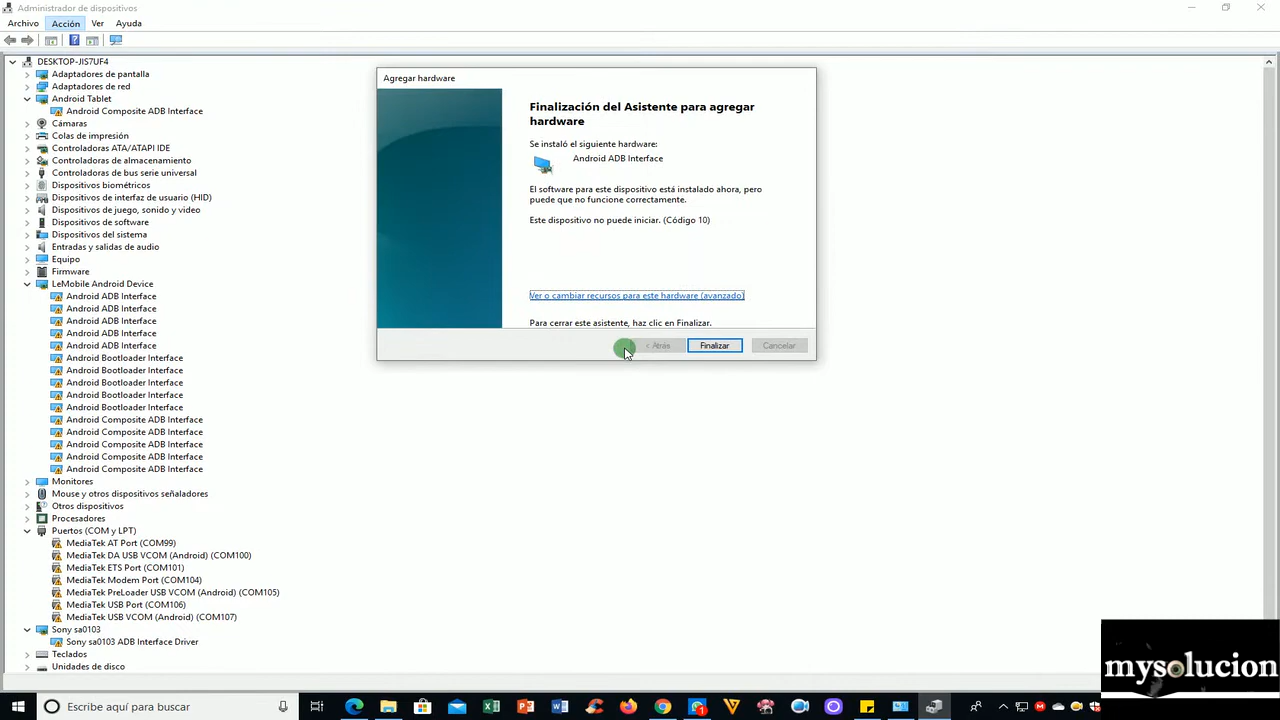 Administrador de dispositivos
Archivo Acción Ver Ayuda
DESKTOP-JIS7UF4
Adaptadores de pantalla
Adaptadores de red
Android Tablet
Android Composite ADB Interface
Cámaras
Colas de impresión
Controladoras ATA/ATAPI IDE
Controladoras de almacenamiento
Controladoras de bus serie universal
Dispositivos biométricos
Dispositivos de interfaz de usuario (HID)
Dispositivos de juego, sonido y video
Dispositivos de software
Dispositivos del sistema
Entradas y salidas de audio
Equipo
Firmware
LeMobile Android Device
Android ADB Interface
Android ADB Interface
Android ADB Interface
Android ADB Interface
Android ADB Interface
Android Bootloader Interface
Android Bootloader Interface
Android Bootloader Interface
Android Bootloader Interface
Android Bootloader Interface
Android Composite ADB Interface
Android Composite ADB Interface
Android Composite ADB Interface
Android Composite ADB Interface
Android Composite ADB Interface
Monitores
Mouse y otros dispositivos señaladores
Otros dispositivos
Procesadores
Puertos (COM y LPT)
MediaTek AT Port (COM99)
MediaTek DA USB VCOM (Android) (COM100)
MediaTek ETS Port (COM101)
MediaTek Modem Port (COM104)
MediaTek PreLoader USB VCOM (Android) (COM105)
MediaTek USB Port (COM106)
MediaTek USB VCOM (Android) (COM107)
Sony sa0103
Sony sa0103 ADB Interface Driver
Teclados
Unidades de disco
Agregar hardware
Finalización del Asistente para agregar
hardware
Se instaló el siguiente hardware:
Android ADB Interface
El software para este dispositivo está instalado ahora, pero
puede que no funcione correctamente.
Este dispositivo no puede iniciar. (Código 10)
Ver o cambiar recursos para este hardware (avanzado)
Para cerrar este asistente, haz clic en Finalizar.
< Atrás Finalizar Cancelar
mysolucion
Escribe aquí para buscar